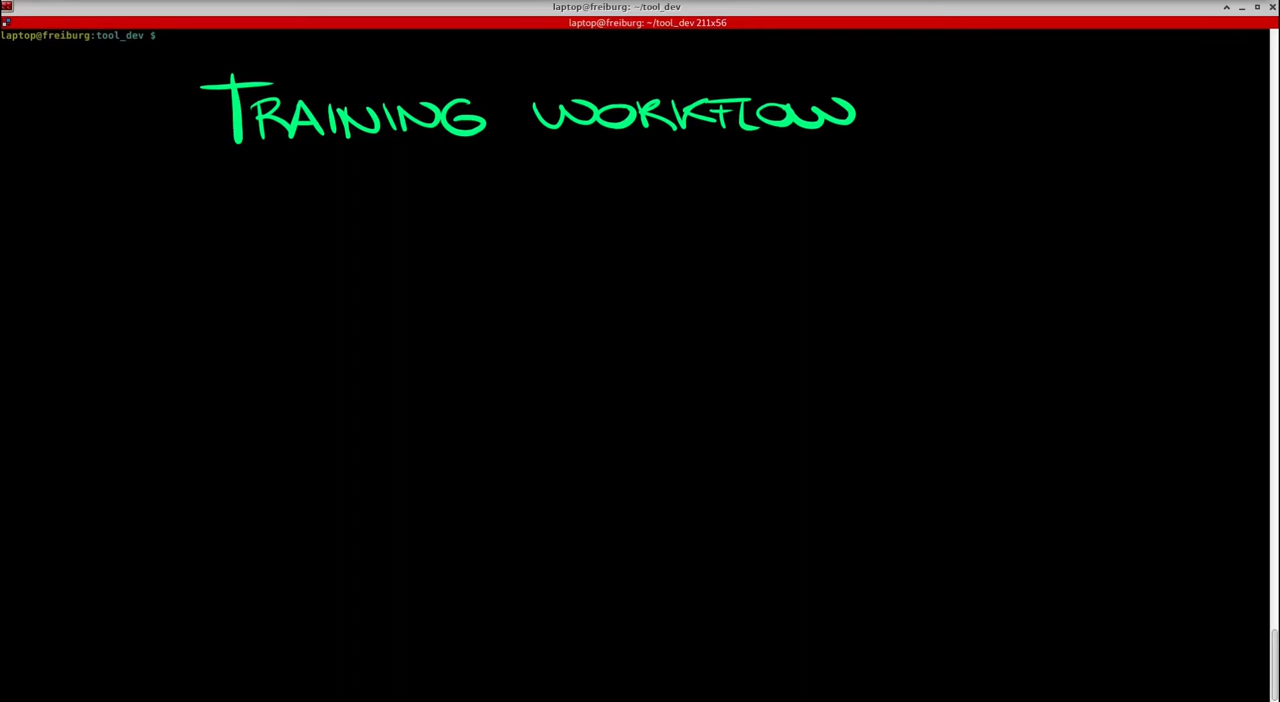 laptop@freiburg: ~/tool_dev
laptop@freiburg: ~/tool_dev 211x56
laptop@freiburg:tool_dev $
TRAINING WORKFLOW